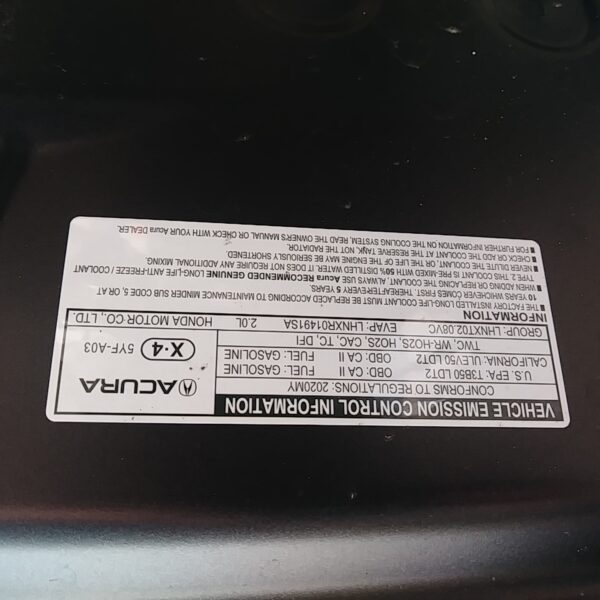 VEHICLE EMISSION CONTROL INFORMATION
CONFORMS TO REGULATIONS: 2020MY
U.S. EPA: T3B50 LDT2 OBD: CA II FUEL: GASOLINE
CALIFORNIA: ULEV50 LDT2 OBD: CA II FUEL: GASOLINE
TWC, WR-HO2S, HO2S, CAC, TC, DFI
GROUP: LNXT02.08VC EVAP: LNXR01491SA 2.0L HONDA MOTOR CO., LTD.
ACURA
X·4 5YF-A03
INFORMATION
■ FACTORY INSTALLED LONG-LIFE COOLANT MUST BE REPLACED ACCORDING TO MAINTENANCE MINDER SUB CODE 5, OR AT
10 YEARS WHICHEVER COMES FIRST. THEREAFTER EVERY 5 YEARS.
■ WHEN ADDING OR REPLACING THE COOLANT, ALWAYS USE Acura RECOMMENDED GENUINE LONG-LIFE ANTI-FREEZE / COOLANT
TYPE 2. THIS COOLANT IS PRE-MIXED WITH 50% DISTILLED WATER. IT DOES NOT REQUIRE ANY ADDITIONAL MIXING.
■ NEVER DILUTE THE COOLANT, OR THE LIFE OF THE ENGINE MAY BE SERIOUSLY SHORTENED.
■ CHECK OR ADD THE COOLANT AT THE RESERVE TANK, NOT THE RADIATOR.
■ FOR FURTHER INFORMATION ON THE COOLING SYSTEM, READ THE OWNER'S MANUAL OR CHECK WITH YOUR Acura DEALER.